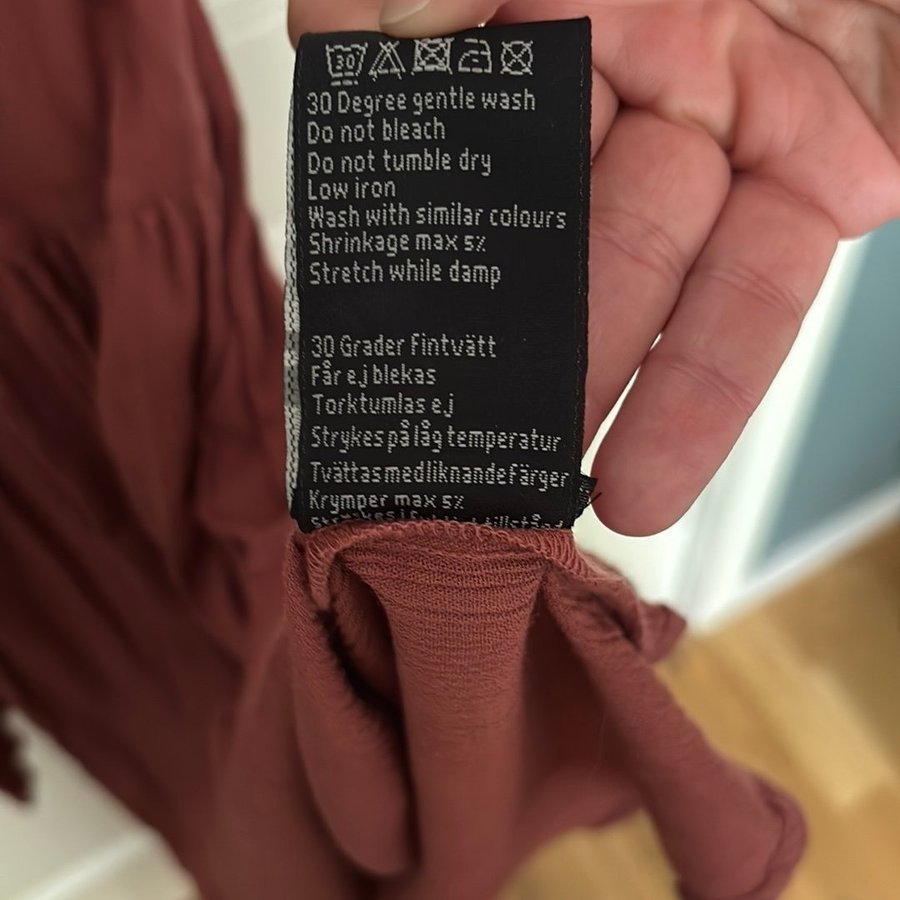 30
30 Degree gentle wash
Do not bleach
Do not tumble dry
Low iron
Wash with similar colours
Shrinkage max 5%
Stretch while damp
30 Grader Fintvätt
Får ej blekas
Torktumlas ej
Strykes på låg temperatur
Tvättas med liknande färger
Krymper max 5%
tillstånd